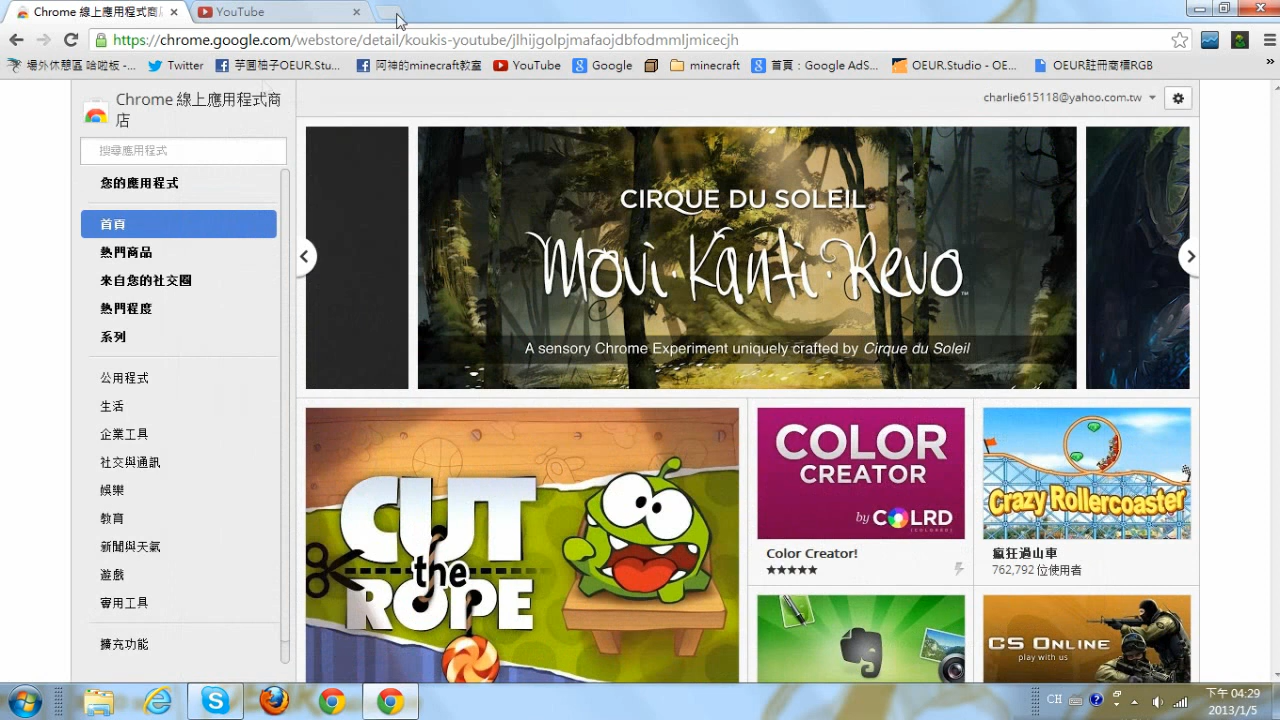 Chrome 線上應用程式商店
YouTube
https://chrome.google.com/webstore/detail/koukis-youtube/jlhijgolpjmafaojdbfodmmljmicecjh
場外休憩區 哈啦板 -...
Twitter
芋圓柚子OEUR.Stu...
阿神的minecraft教室
YouTube
Google
minecraft
首頁：Google AdS...
OEUR.Studio - OE...
OEUR註冊商標RGB
»
Chrome 線上應用程式商
店
charlie615118@yahoo.com.tw
搜尋應用程式
您的應用程式
首頁
熱門商品
來自您的社交圈
熱門程度
系列
公用程式
生活
企業工具
社交與通訊
娛樂
教育
新聞與天氣
遊戲
實用工具
擴充功能
CIRQUE DU SOLEIL
Movi.Kanti.Revo
A sensory Chrome Experiment uniquely crafted by Cirque du Soleil
CUT
the
ROPE
COLOR
CREATOR
by COLRD
Color Creator!
★★★★★
Crazy Rollercoaster
瘋狂過山車
762,792 位使用者
CS ONLINE
play with us
CH
下午 04:29
2013/1/5